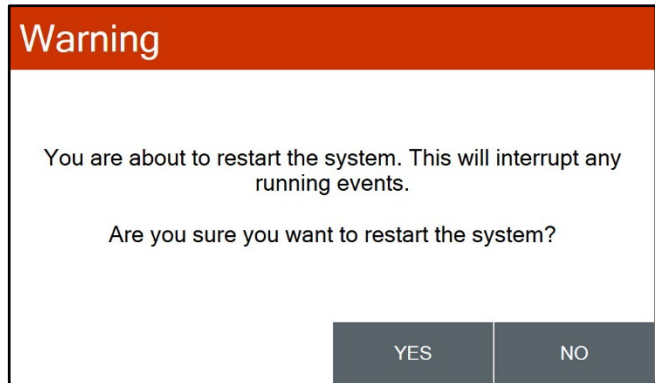 Warning
You are about to restart the system. This will interrupt any
running events.
Are you sure you want to restart the system?
YES
NO